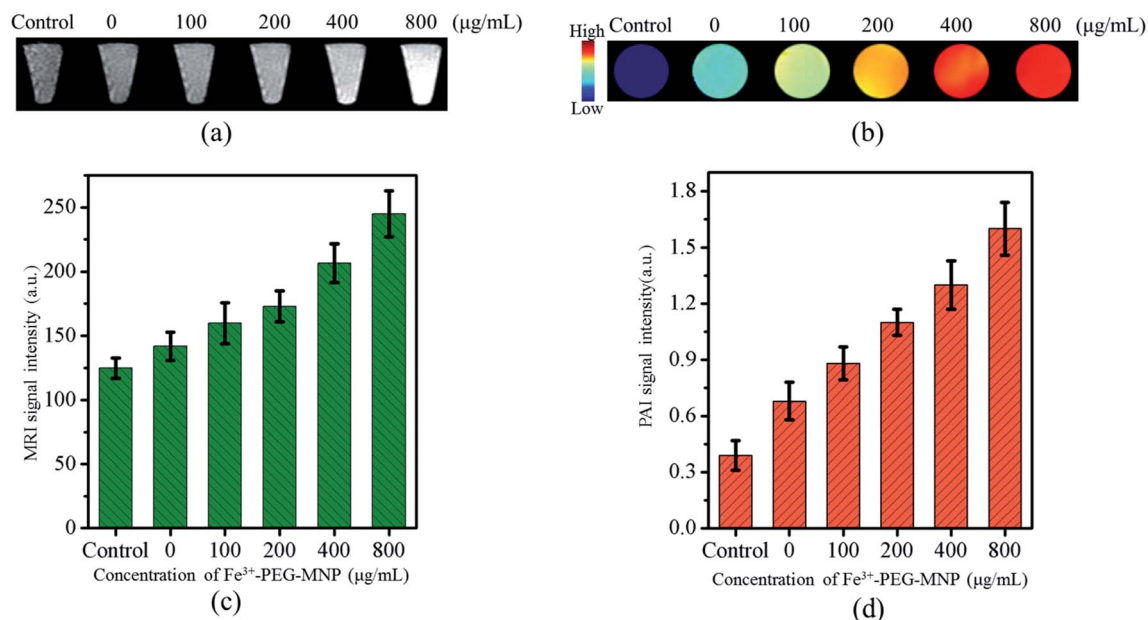 Control 0 100 200 400 800 (μg/mL)
(a)
Control 0 100 200 400 800 (μg/mL)
High
Low
(b)
MRI signal intensity (a.u.)
250
200
150
100
50
0
Control 0 100 200 400 800
Concentration of Fe³⁺-PEG-MNP (μg/mL)
(c)
PAI signal intensity(a.u.)
1.8
1.5
1.2
0.9
0.6
0.3
0.0
Control 0 100 200 400 800
Concentration of Fe³⁺-PEG-MNP (μg/mL)
(d)